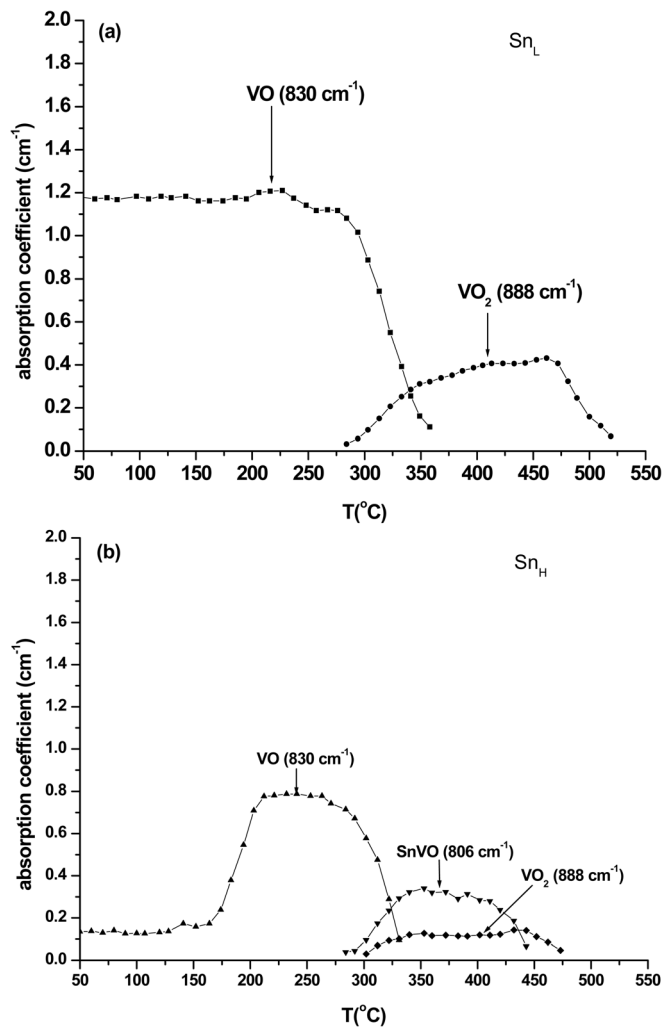 (a)
Sn_L
VO (830 cm⁻¹)
VO₂ (888 cm⁻¹)
absorption coefficient (cm⁻¹)
2.0
1.8
1.6
1.4
1.2
1.0
0.8
0.6
0.4
0.2
0.0
50 100 150 200 250 300 350 400 450 500 550
T(°C)
(b)
Sn_H
VO (830 cm⁻¹)
SnVO (806 cm⁻¹)
VO₂ (888 cm⁻¹)
absorption coefficient (cm⁻¹)
2.0
1.8
1.6
1.4
1.2
1.0
0.8
0.6
0.4
0.2
0.0
50 100 150 200 250 300 350 400 450 500 550
T(°C)